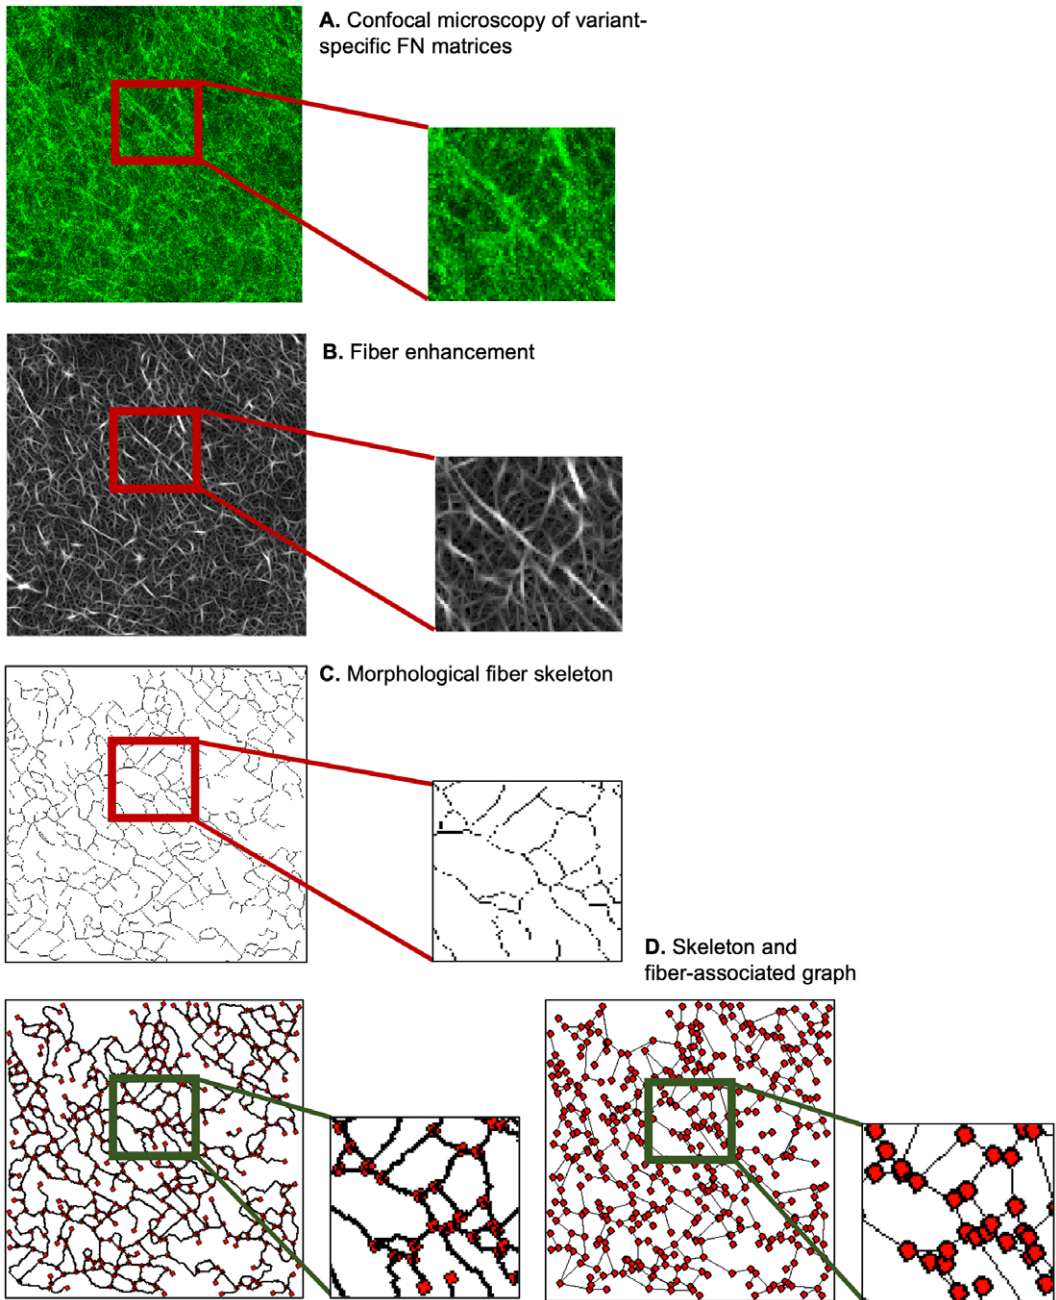 A. Confocal microscopy of variant-
specific FN matrices
B. Fiber enhancement
C. Morphological fiber skeleton
D. Skeleton and
fiber-associated graph